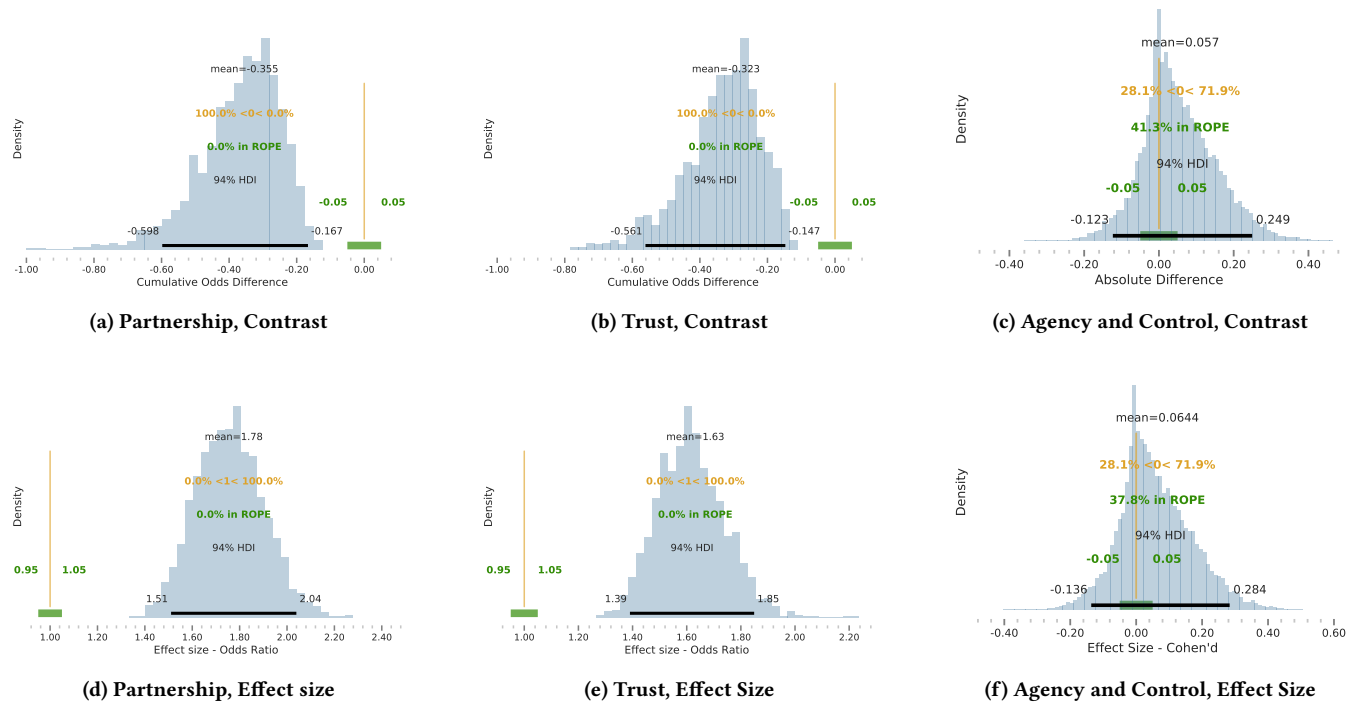 Density
mean=-0.355
100.0% <0< 0.0%
0.0% in ROPE
94% HDI
-0.05 0.05
-0.598 -0.167
-1.00 -0.80 -0.60 -0.40 -0.20 0.00
Cumulative Odds Difference
(a) Partnership, Contrast
Density
mean=-0.323
100.0% <0< 0.0%
0.0% in ROPE
94% HDI
-0.05 0.05
-0.561 -0.147
-1.00 -0.80 -0.60 -0.40 -0.20 0.00
Cumulative Odds Difference
(b) Trust, Contrast
Density
mean=0.057
28.1% <0< 71.9%
41.3% in ROPE
94% HDI
-0.05 0.05
-0.123 0.249
-0.40 -0.20 0.00 0.20 0.40
Absolute Difference
(c) Agency and Control, Contrast
Density
mean=1.78
0.0% <1< 100.0%
0.0% in ROPE
94% HDI
0.95 1.05
1.51 2.04
1.00 1.20 1.40 1.60 1.80 2.00 2.20 2.40
Effect size - Odds Ratio
(d) Partnership, Effect size
Density
mean=1.63
0.0% <1< 100.0%
0.0% in ROPE
94% HDI
0.95 1.05
1.39 1.85
1.00 1.20 1.40 1.60 1.80 2.00 2.20
Effect size - Odds Ratio
(e) Trust, Effect Size
Density
mean=0.0644
28.1% <0< 71.9%
37.8% in ROPE
94% HDI
-0.05 0.05
-0.136 0.284
-0.40 -0.20 0.00 0.20 0.40 0.60
Effect Size - Cohen'd
(f) Agency and Control, Effect Size